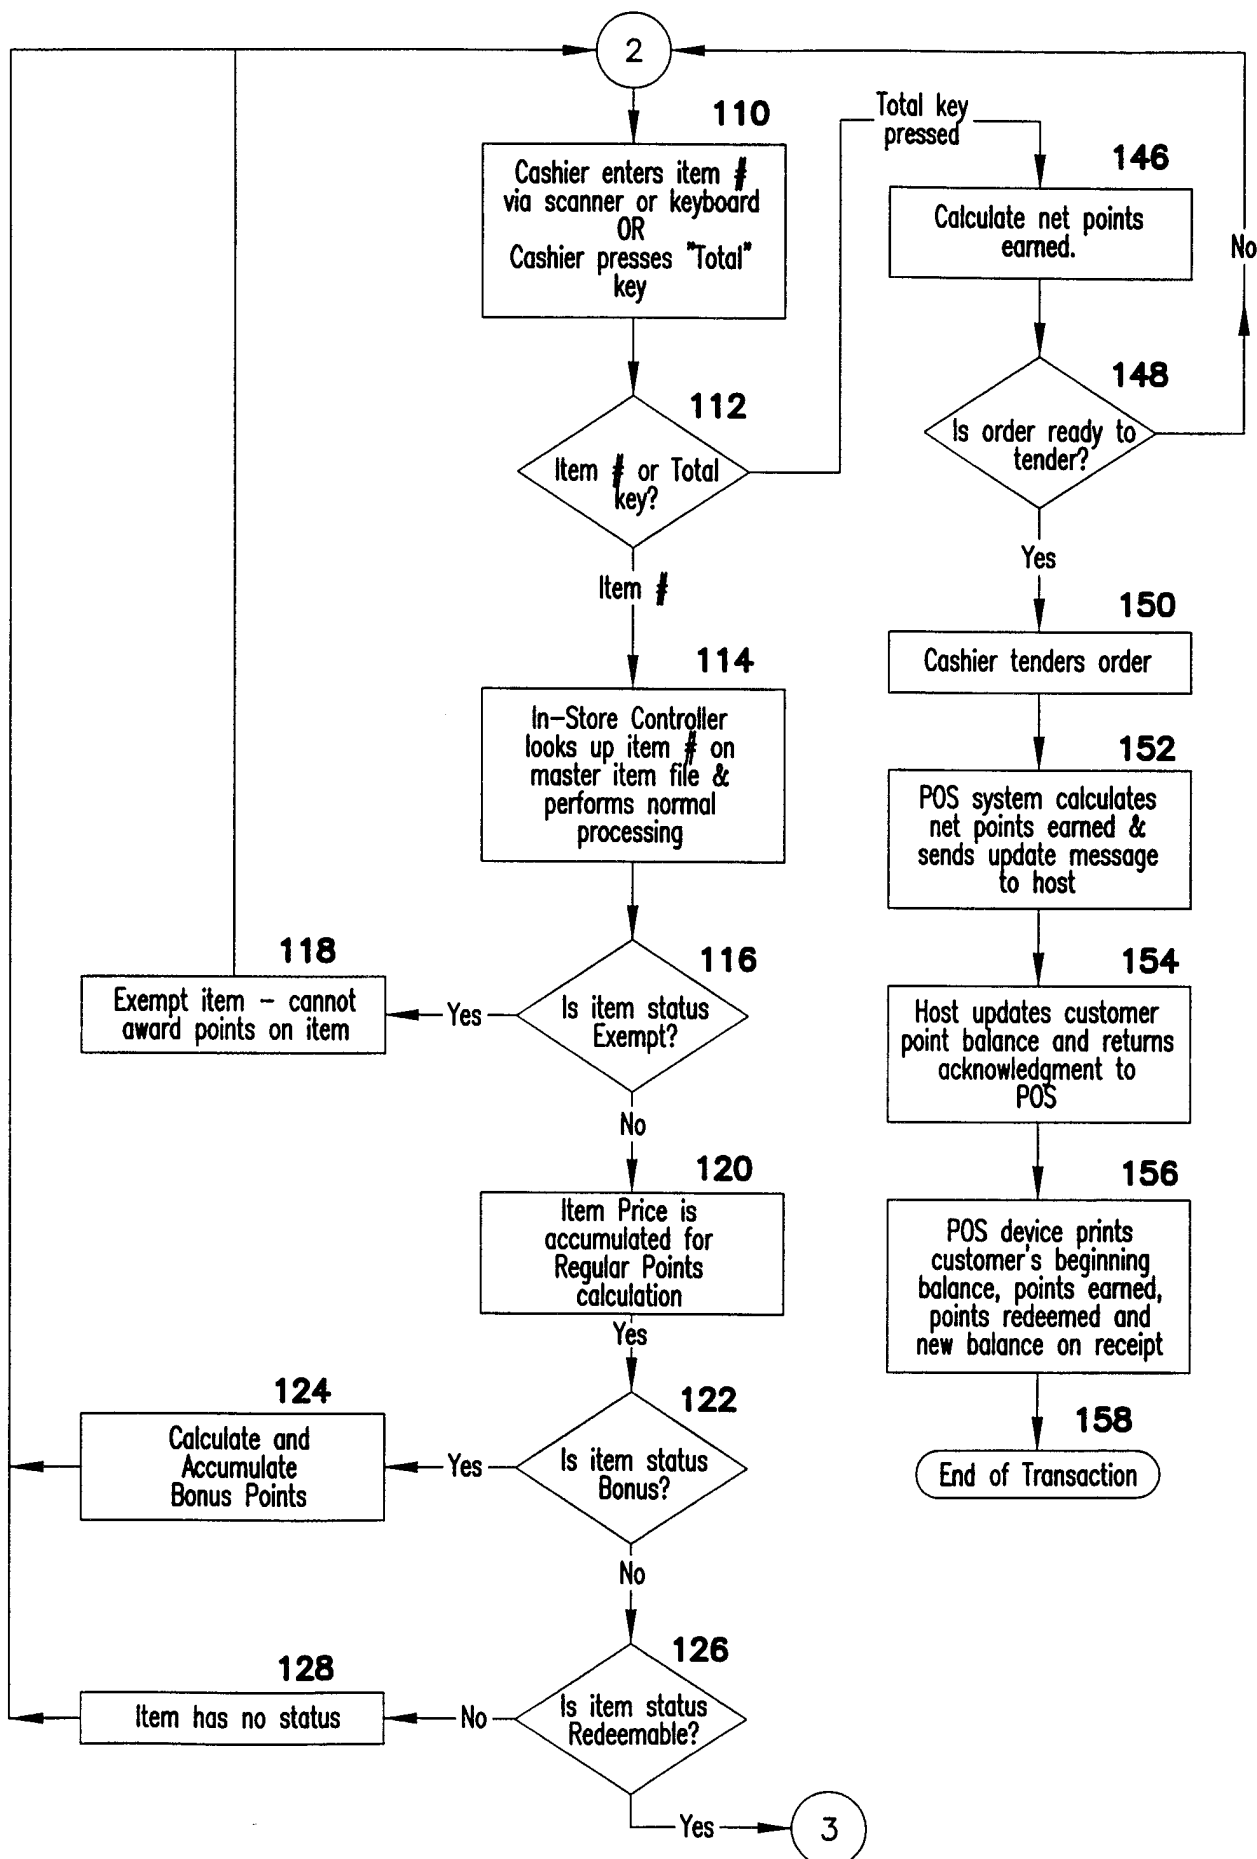 2
110
Cashier enters item #
via scanner or keyboard
OR
Cashier presses "Total"
key
112
Item # or Total
key?
Item #
114
In-Store Controller
looks up item # on
master item file &
performs normal
processing
116
Is item status
Exempt?
Yes
118
Exempt item - cannot
award points on item
No
120
Item Price is
accumulated for
Regular Points
calculation
Yes
122
Is item status
Bonus?
Yes
124
Calculate and
Accumulate
Bonus Points
No
126
Is item status
Redeemable?
No
128
Item has no status
Yes
3
Total key
pressed
146
Calculate net points
earned.
148
Is order ready to
tender?
No
Yes
150
Cashier tenders order
152
POS system calculates
net points earned &
sends update message
to host
154
Host updates customer
point balance and returns
acknowledgment to
POS
156
POS device prints
customer's beginning
balance, points earned,
points redeemed and
new balance on receipt
158
End of Transaction